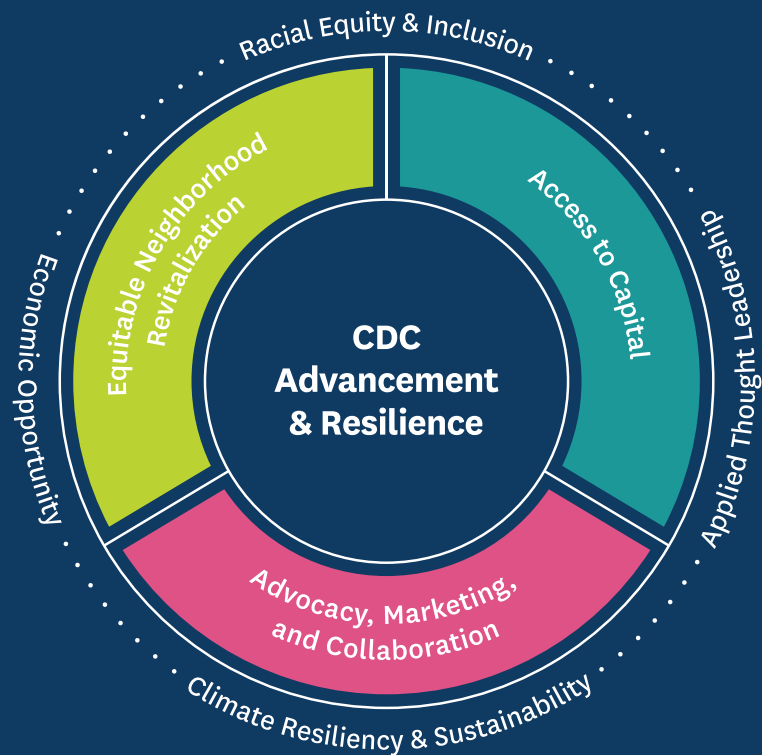 Racial Equity & Inclusion
Equitable Neighborhood
Revitalization
Access to Capital
Economic Opportunity
CDC
Advancement
& Resilience
Applied Thought Leadership
Advocacy, Marketing,
and Collaboration
Climate Resiliency & Sustainability